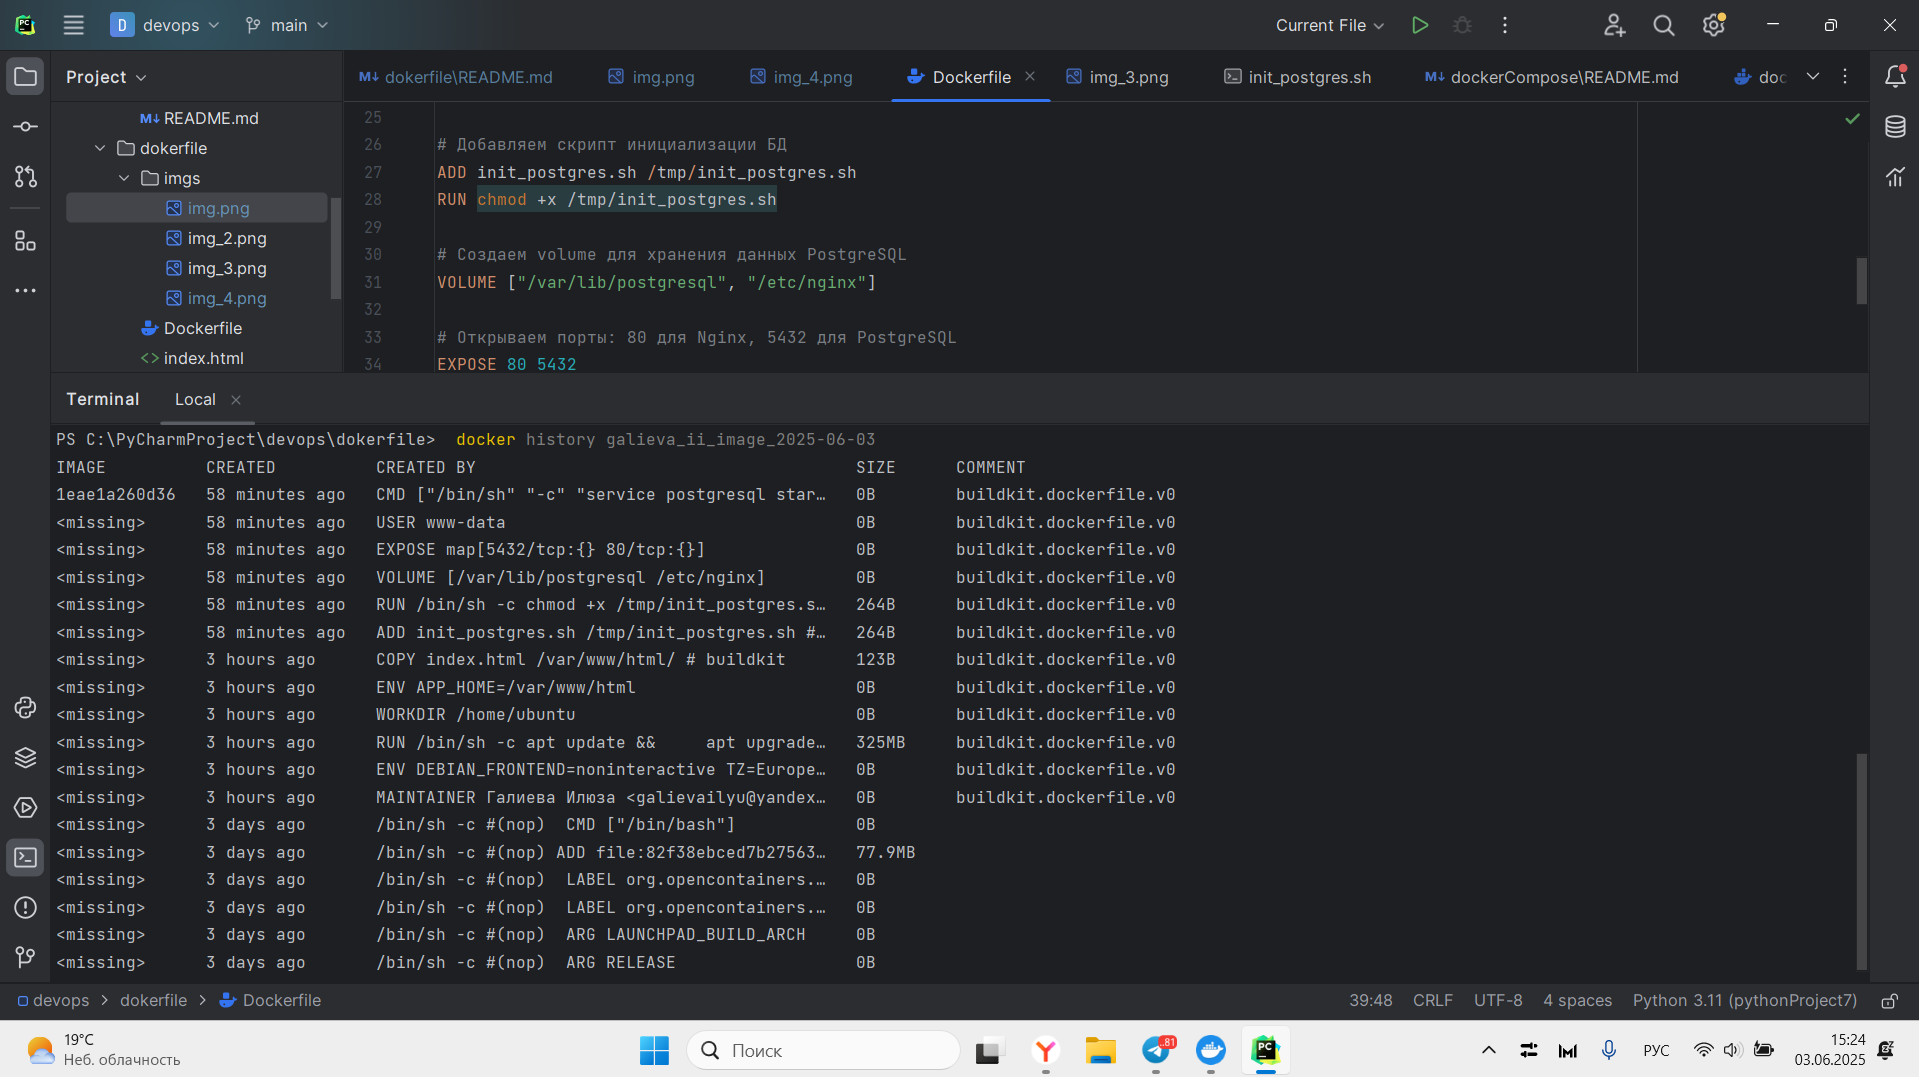 D devops main Current File
Project
dokerfile\README.md img.png img_4.png Dockerfile img_3.png init_postgres.sh dockerCompose\README.md doc
README.md
dokerfile
imgs
img.png
img_2.png
img_3.png
img_4.png
Dockerfile
index.html
25
26 # Добавляем скрипт инициализации БД
27 ADD init_postgres.sh /tmp/init_postgres.sh
28 RUN chmod +x /tmp/init_postgres.sh
29
30 # Создаем volume для хранения данных PostgreSQL
31 VOLUME ["/var/lib/postgresql", "/etc/nginx"]
32
33 # Открываем порты: 80 для Nginx, 5432 для PostgreSQL
34 EXPOSE 80 5432
Terminal Local
PS C:\PyCharmProject\devops\dokerfile> docker history galieva_ii_image_2025-06-03
IMAGE CREATED CREATED BY SIZE COMMENT
1eae1a260d36 58 minutes ago CMD ["/bin/sh" "-c" "service postgresql star… 0B buildkit.dockerfile.v0
<missing> 58 minutes ago USER www-data 0B buildkit.dockerfile.v0
<missing> 58 minutes ago EXPOSE map[5432/tcp:{} 80/tcp:{}] 0B buildkit.dockerfile.v0
<missing> 58 minutes ago VOLUME [/var/lib/postgresql /etc/nginx] 0B buildkit.dockerfile.v0
<missing> 58 minutes ago RUN /bin/sh -c chmod +x /tmp/init_postgres.s… 264B buildkit.dockerfile.v0
<missing> 58 minutes ago ADD init_postgres.sh /tmp/init_postgres.sh #… 264B buildkit.dockerfile.v0
<missing> 3 hours ago COPY index.html /var/www/html/ # buildkit 123B buildkit.dockerfile.v0
<missing> 3 hours ago ENV APP_HOME=/var/www/html 0B buildkit.dockerfile.v0
<missing> 3 hours ago WORKDIR /home/ubuntu 0B buildkit.dockerfile.v0
<missing> 3 hours ago RUN /bin/sh -c apt update && apt upgrade… 325MB buildkit.dockerfile.v0
<missing> 3 hours ago ENV DEBIAN_FRONTEND=noninteractive TZ=Europe… 0B buildkit.dockerfile.v0
<missing> 3 hours ago MAINTAINER Галиева Илюза <galievailyu@yandex… 0B buildkit.dockerfile.v0
<missing> 3 days ago /bin/sh -c #(nop) CMD ["/bin/bash"] 0B
<missing> 3 days ago /bin/sh -c #(nop) ADD file:82f38ebced7b27563… 77.9MB
<missing> 3 days ago /bin/sh -c #(nop) LABEL org.opencontainers.… 0B
<missing> 3 days ago /bin/sh -c #(nop) LABEL org.opencontainers.… 0B
<missing> 3 days ago /bin/sh -c #(nop) ARG LAUNCHPAD_BUILD_ARCH 0B
<missing> 3 days ago /bin/sh -c #(nop) ARG RELEASE 0B
devops > dokerfile > Dockerfile 39:48 CRLF UTF-8 4 spaces Python 3.11 (pythonProject7)
19°C
Неб. облачность
Поиск
81
РУС
15:24
03.06.2025